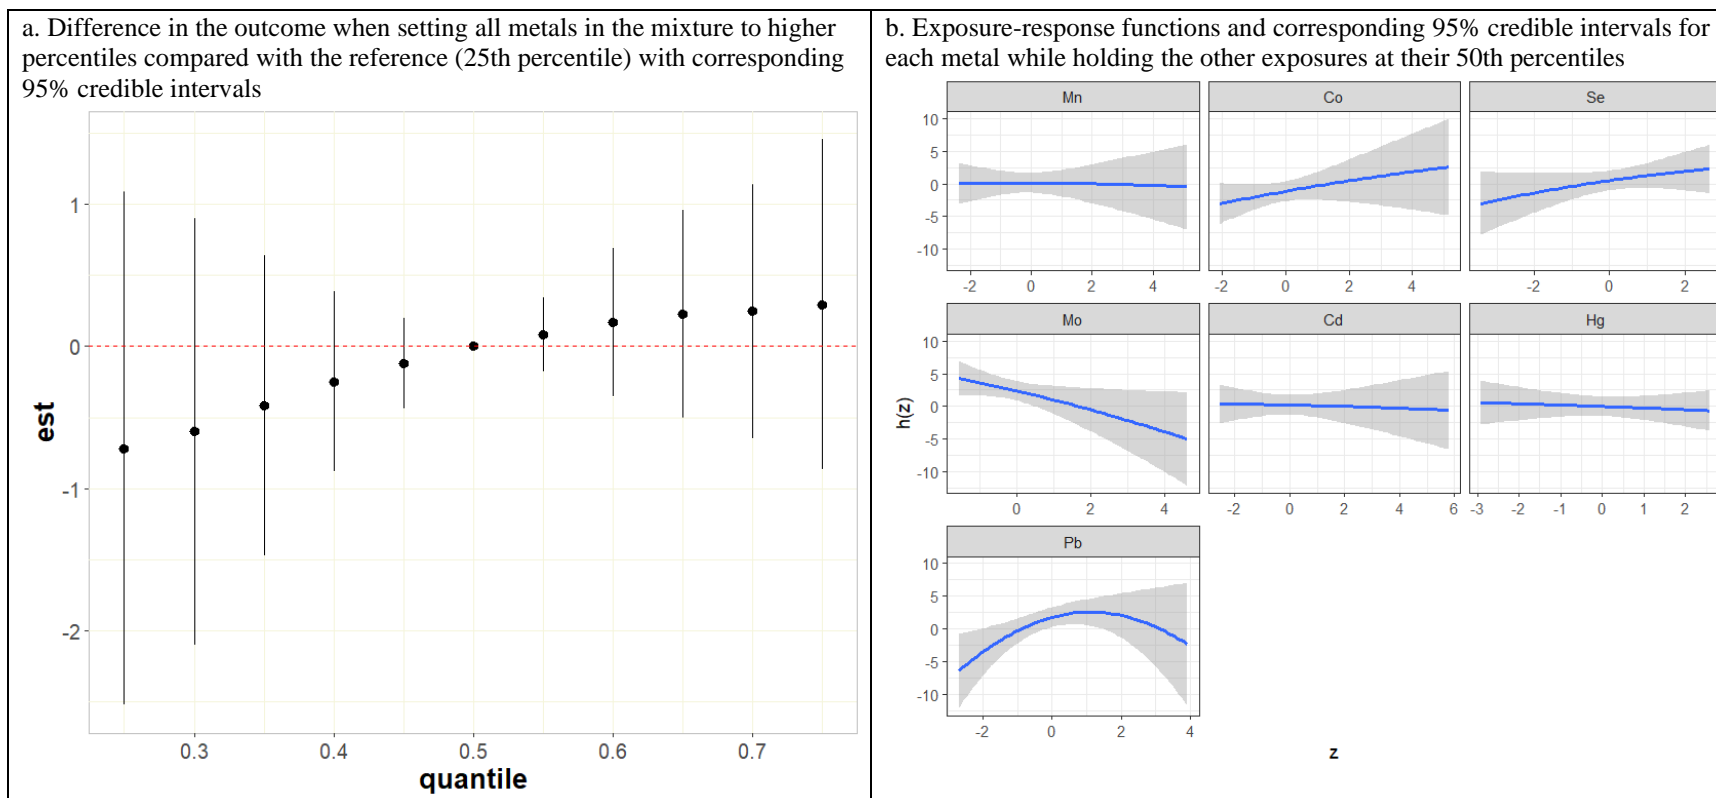 a. Difference in the outcome when setting all metals in the mixture to higher
percentiles compared with the reference (25th percentile) with corresponding
95% credible intervals
1
0
-1
-2
est
0.3 0.4 0.5 0.6 0.7
quantile
b. Exposure-response functions and corresponding 95% credible intervals for
each metal while holding the other exposures at their 50th percentiles
Mn Co Se
10
5
0
-5
-10
-2 0 2 4 -2 0 2 4 -2 0 2
Mo Cd Hg
10
5
0
-5
-10
h(z)
0 2 4 -2 0 2 4 6 -3 -2 -1 0 1 2
Pb
10
5
0
-5
-10
-2 0 2 4
z